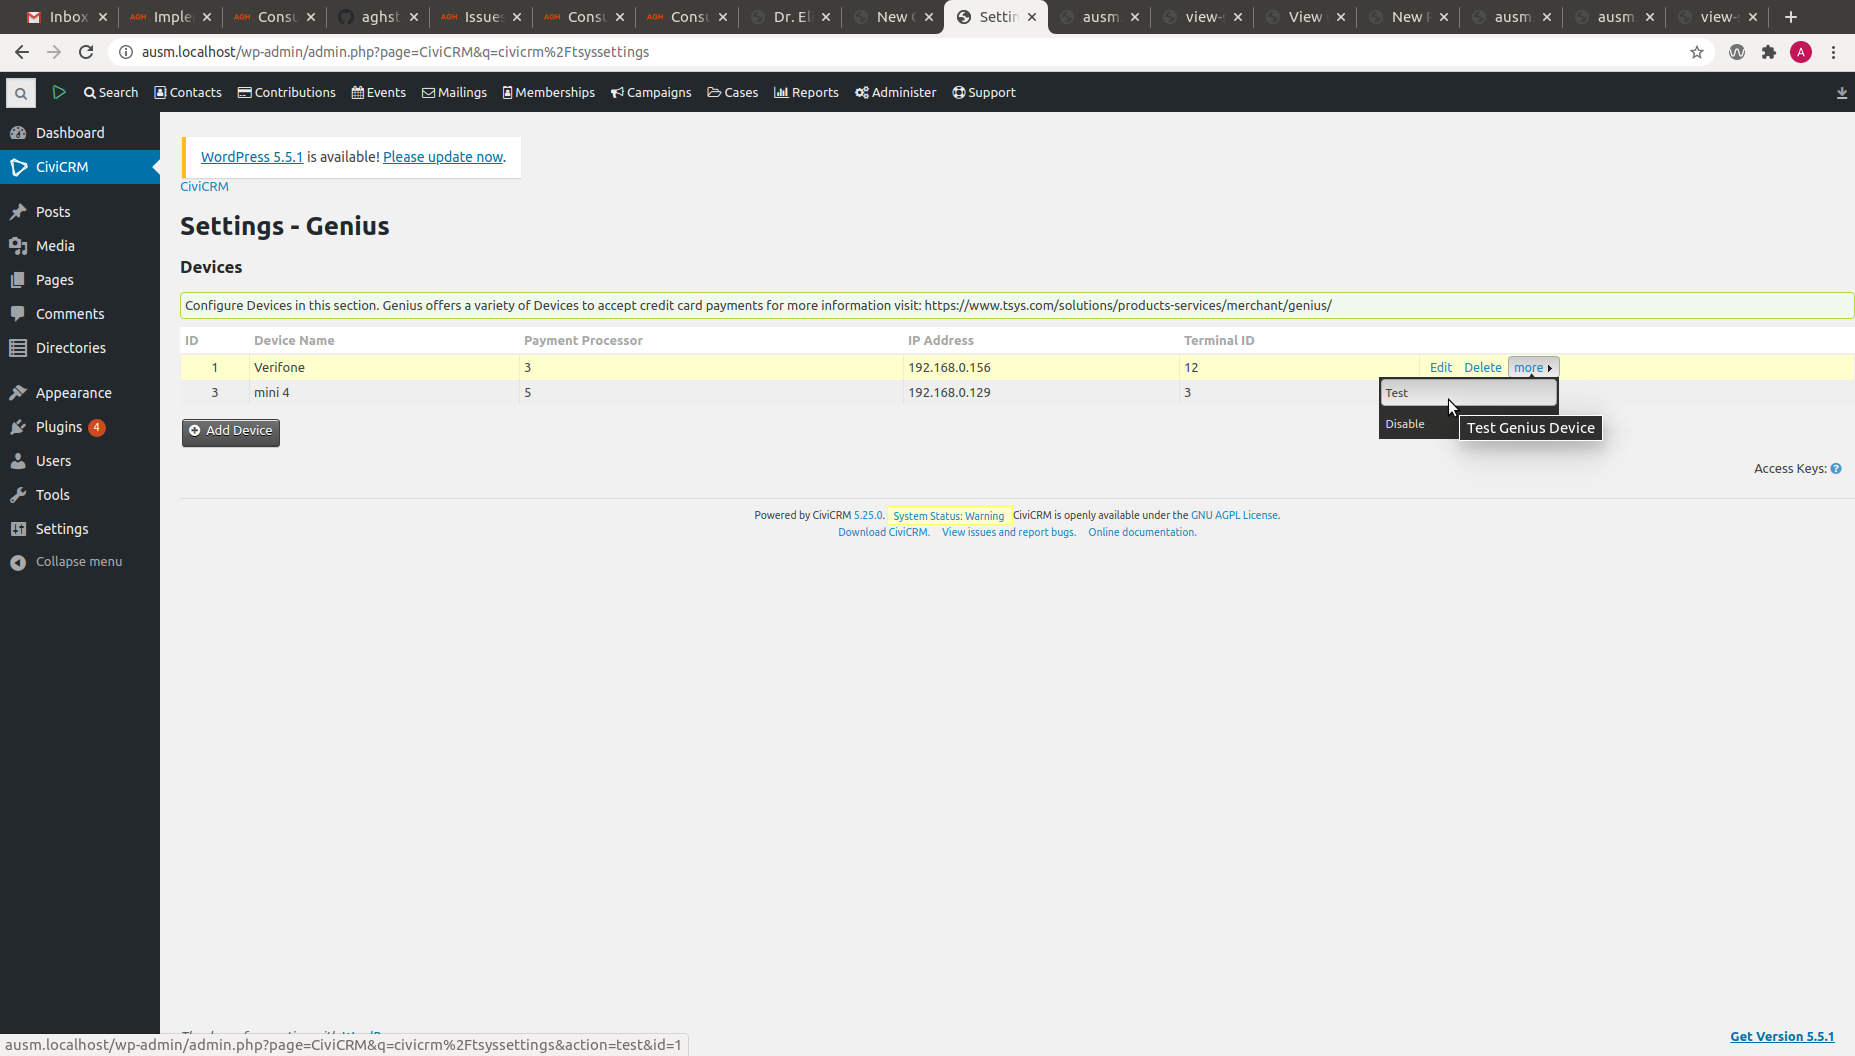 Inbox AGH Imple AGH Consu AGH Consu aghst AGH Issues AGH Consu AGH Consu Dr. El New Settin ausm. view- View New ausm. ausm. view-
ausm.localhost/wp-admin/admin.php?page=CiviCRM&q=civicrm%2Ftsyssettings A
Search Contacts Contributions Events Mailings Memberships Campaigns Cases Reports Administer Support
Dashboard
CiviCRM
Posts
Media
Pages
Comments
Directories
Appearance
Plugins 4
Users
Tools
Settings
Collapse menu
WordPress 5.5.1 is available! Please update now.
CiviCRM
Settings - Genius
Devices
Configure Devices in this section. Genius offers a variety of Devices to accept credit card payments for more information visit: https://www.tsys.com/solutions/products-services/merchant/genius/
ID Device Name Payment Processor IP Address Terminal ID
1 Verifone 3 192.168.0.156 12 Edit Delete more
3 mini 4 5 192.168.0.129 3
Test
Disable
Test Genius Device
Add Device
Access Keys:
Powered by CiviCRM 5.25.0. System Status: Warning CiviCRM is openly available under the GNU AGPL License.
Download CiviCRM. View issues and report bugs. Online documentation.
Get Version 5.5.1
ausm.localhost/wp-admin/admin.php?page=CiviCRM&q=civicrm%2Ftsyssettings&action=test&id=1